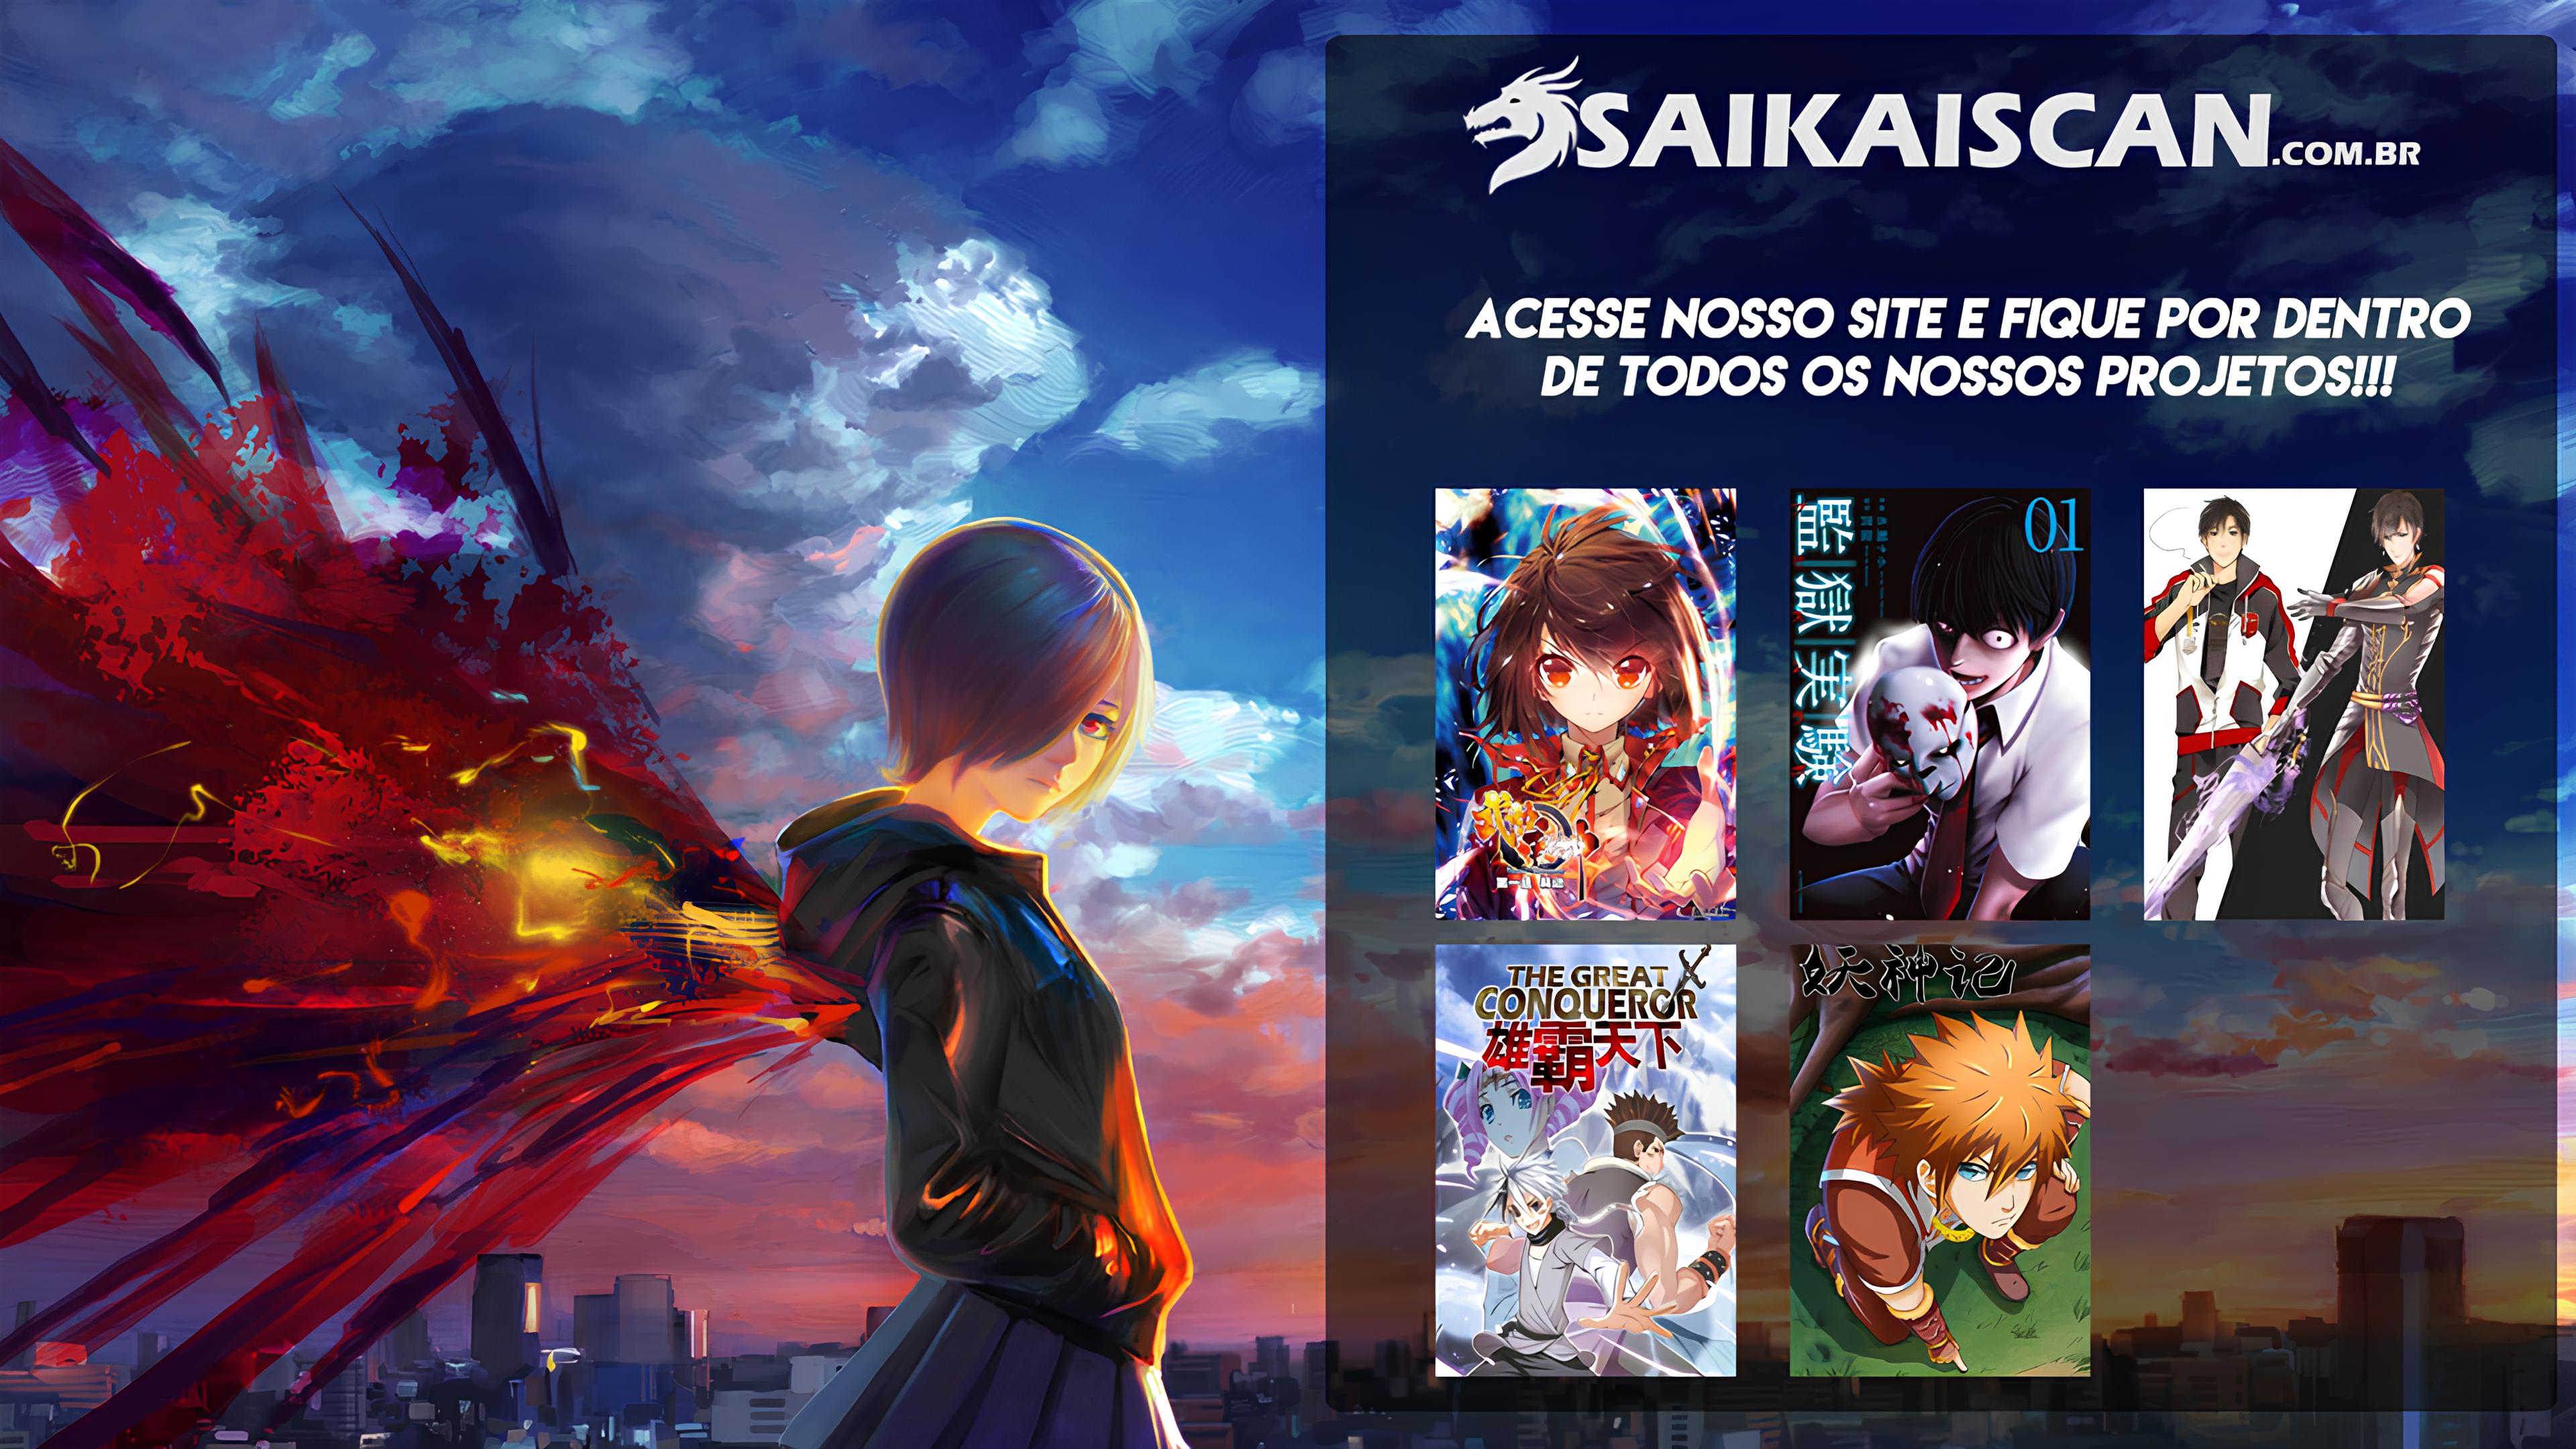 SAIKAISCAN.COM.BR
ACESSE NOSSO SITE E FIQUE POR DENTRO
DE TODOS OS NOSSOS PROJETOS!!!
監獄実験
01
THE GREAT
CONQUEROR
雄霸天下
妖神记